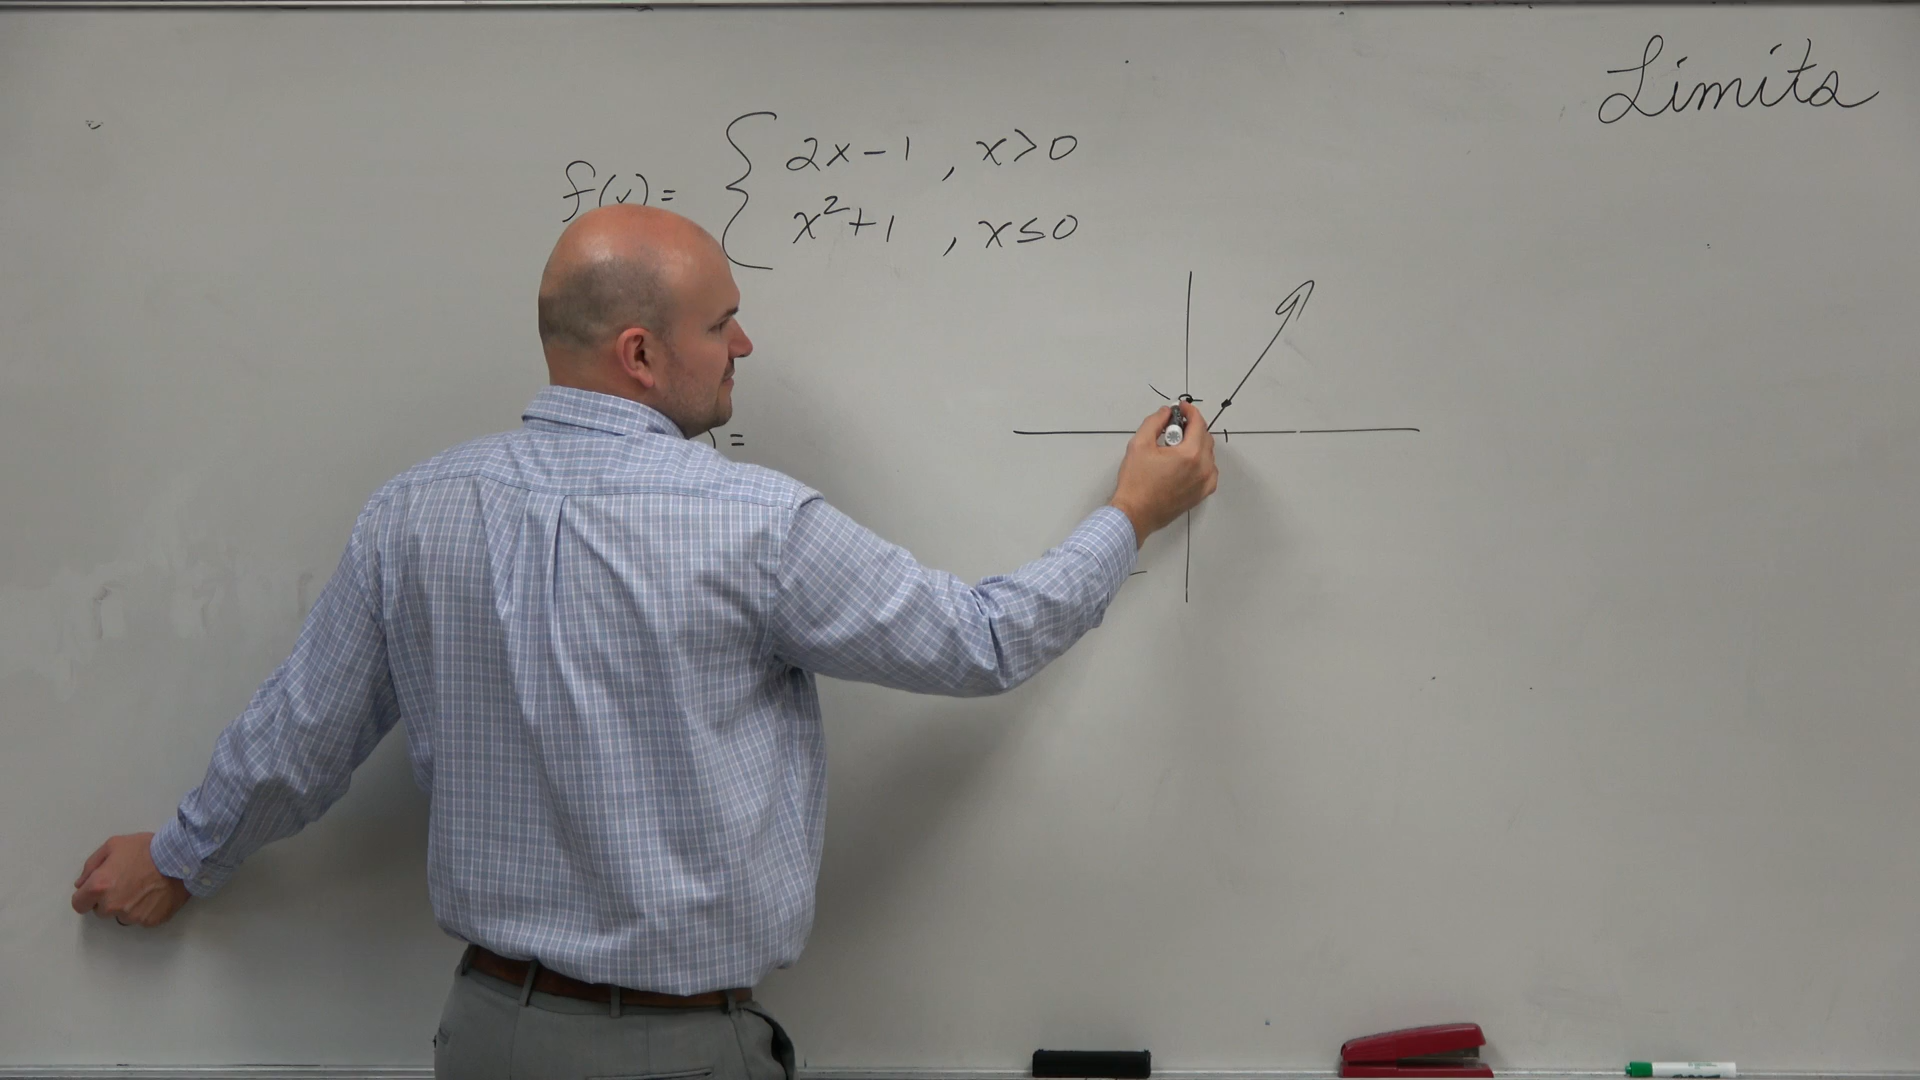 Limits
f(x) = { 2x-1 , x>0
x²+1 , x≤0
) =